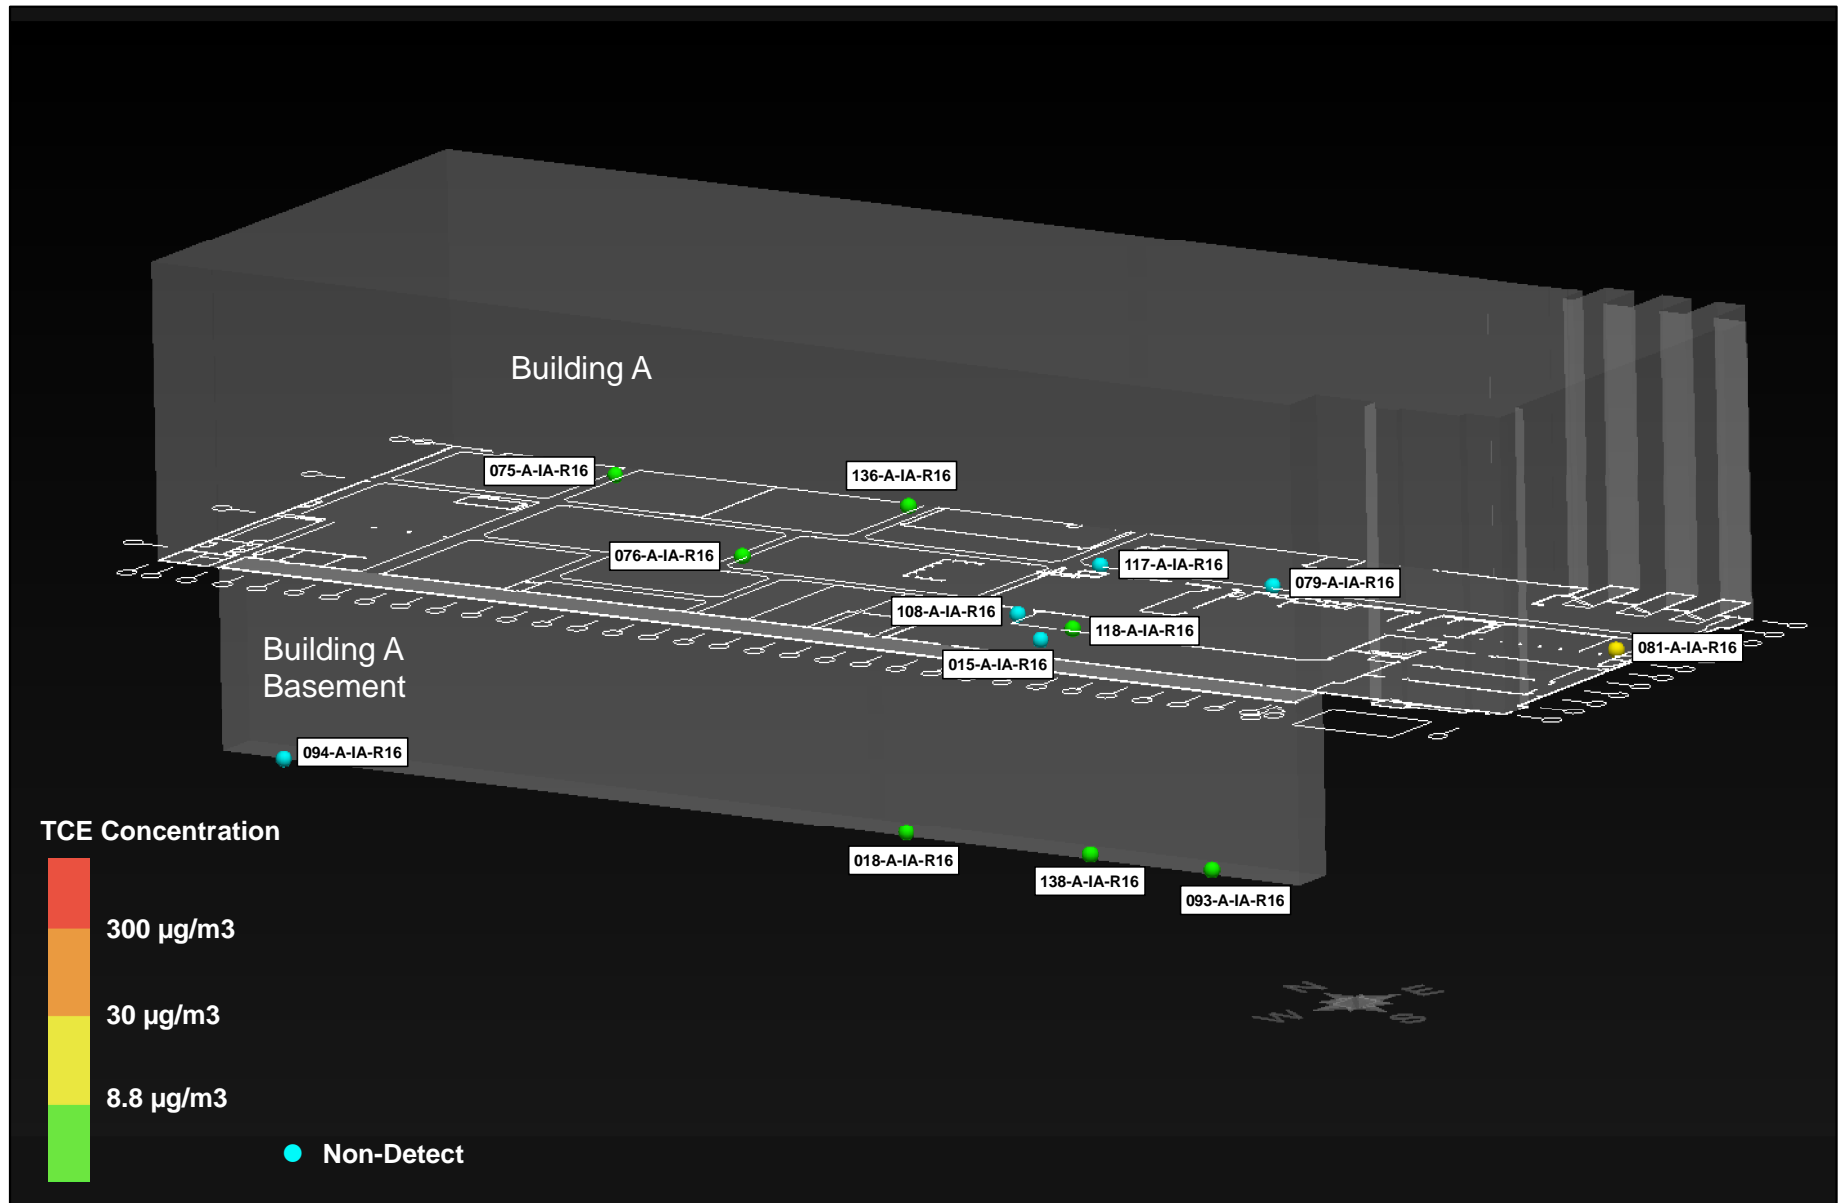 Building A
075-A-IA-R16
136-A-IA-R16
076-A-IA-R16
117-A-IA-R16
079-A-IA-R16
108-A-IA-R16
118-A-IA-R16
015-A-IA-R16
081-A-IA-R16
Building A
Basement
094-A-IA-R16
018-A-IA-R16
138-A-IA-R16
093-A-IA-R16
TCE Concentration
300 µg/m3
30 µg/m3
8.8 µg/m3
Non-Detect
N
E
W
S